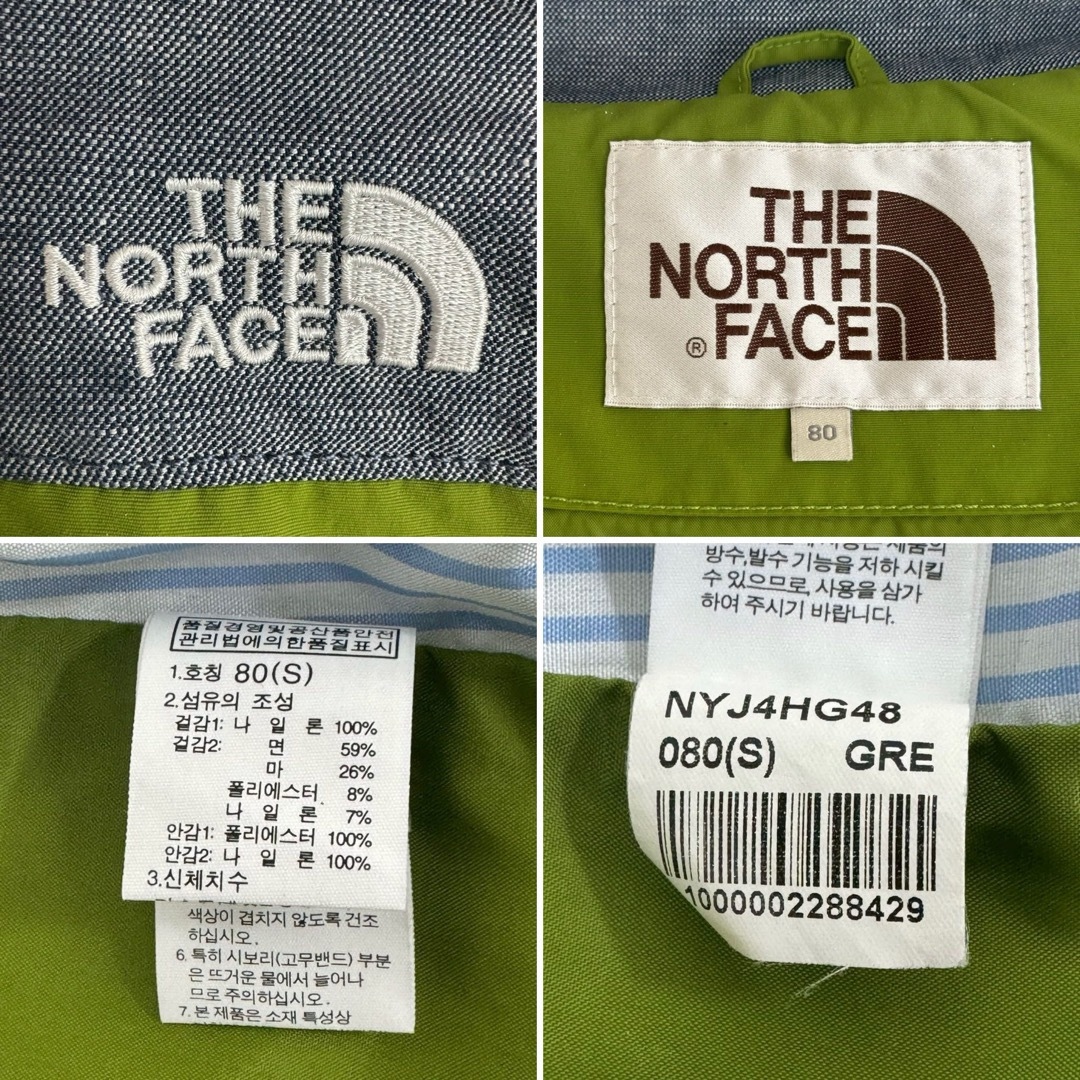 THE
NORTH
FACE
THE
NORTH
® FACE
80
품질경영및공산품안전
관리법에의한품질표시
1.호칭 80(S)
2.섬유의 조성
겉감1: 나 일 론 100%
겉감2: 면 59%
마 26%
폴리에스터 8%
나 일 론 7%
안감1: 폴리에스터 100%
안감2: 나 일 론 100%
3.신체치수
색상이 겹치지 않도록 건조
하십시오.
6. 특히 시보리(고무밴드) 부분
은 뜨거운 물에서 늘어나
므로 주의하십시오.
7. 본 제품은 소재 특성상
제품의
방수,발수 기능을 저하 시킬
수 있으므로, 사용을 삼가
하여 주시기 바랍니다.
NYJ4HG48
080(S) GRE
1000002288429